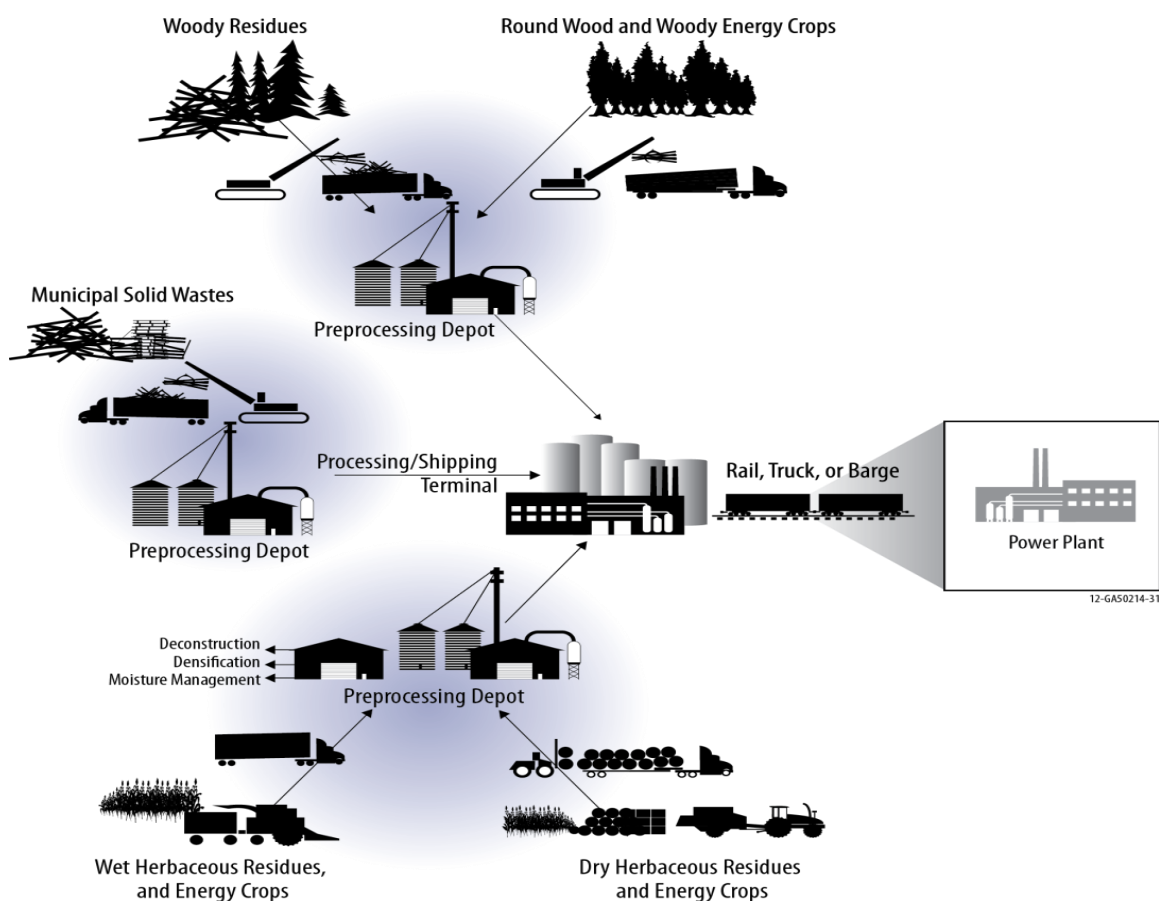 Woody Residues
Round Wood and Woody Energy Crops
Preprocessing Depot
Municipal Solid Wastes
Preprocessing Depot
Processing/Shipping
Terminal
Rail, Truck, or Barge
Power Plant
12-GA50214-31
Deconstruction
Densification
Moisture Management
Preprocessing Depot
Wet Herbaceous Residues,
and Energy Crops
Dry Herbaceous Residues
and Energy Crops